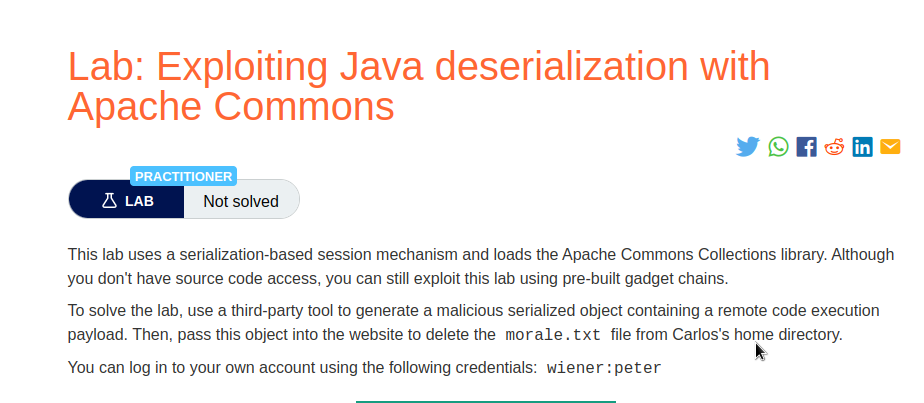 Lab: Exploiting Java deserialization with
Apache Commons
PRACTITIONER
LAB Not solved
This lab uses a serialization-based session mechanism and loads the Apache Commons Collections library. Although
you don't have source code access, you can still exploit this lab using pre-built gadget chains.
To solve the lab, use a third-party tool to generate a malicious serialized object containing a remote code execution
payload. Then, pass this object into the website to delete the morale.txt file from Carlos's home directory.
You can log in to your own account using the following credentials: wiener:peter